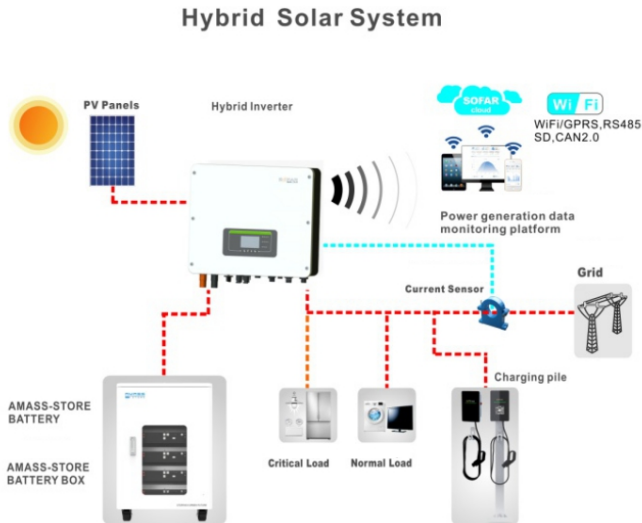 Hybrid Solar System
PV Panels
Hybrid Inverter
SOFAR
cloud
Wi Fi
WiFi/GPRS,RS485
SD,CAN2.0
Power generation data
monitoring platform
Grid
Current Sensor
Charging pile
AMASS-STORE
BATTERY
AMASS-STORE
BATTERY BOX
Critical Load
Normal Load